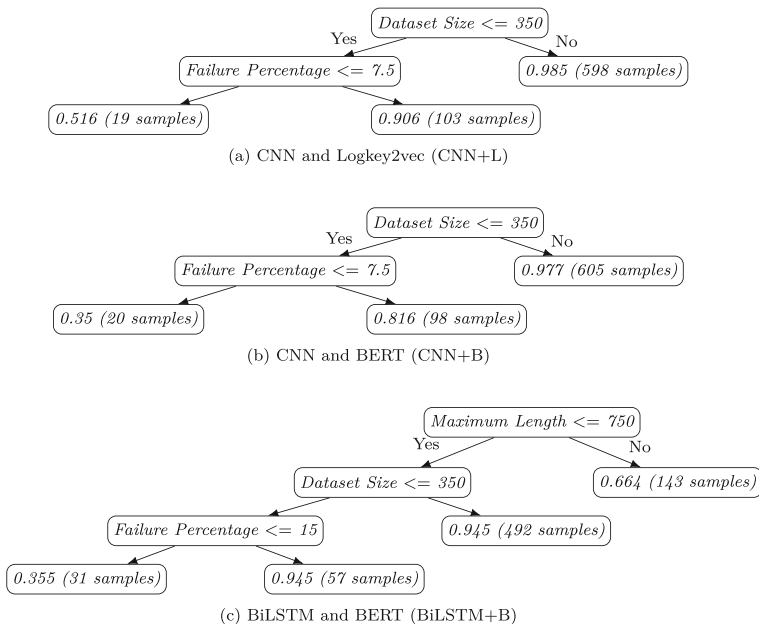 Dataset Size <= 350
Yes
No
Failure Percentage <= 7.5
0.985 (598 samples)
0.516 (19 samples)
0.906 (103 samples)
(a) CNN and Logkey2vec (CNN+L)
Dataset Size <= 350
Yes
No
Failure Percentage <= 7.5
0.977 (605 samples)
0.35 (20 samples)
0.816 (98 samples)
(b) CNN and BERT (CNN+B)
Maximum Length <= 750
Yes
No
Dataset Size <= 350
0.664 (143 samples)
Failure Percentage <= 15
0.945 (492 samples)
0.355 (31 samples)
0.945 (57 samples)
(c) BiLSTM and BERT (BiLSTM+B)